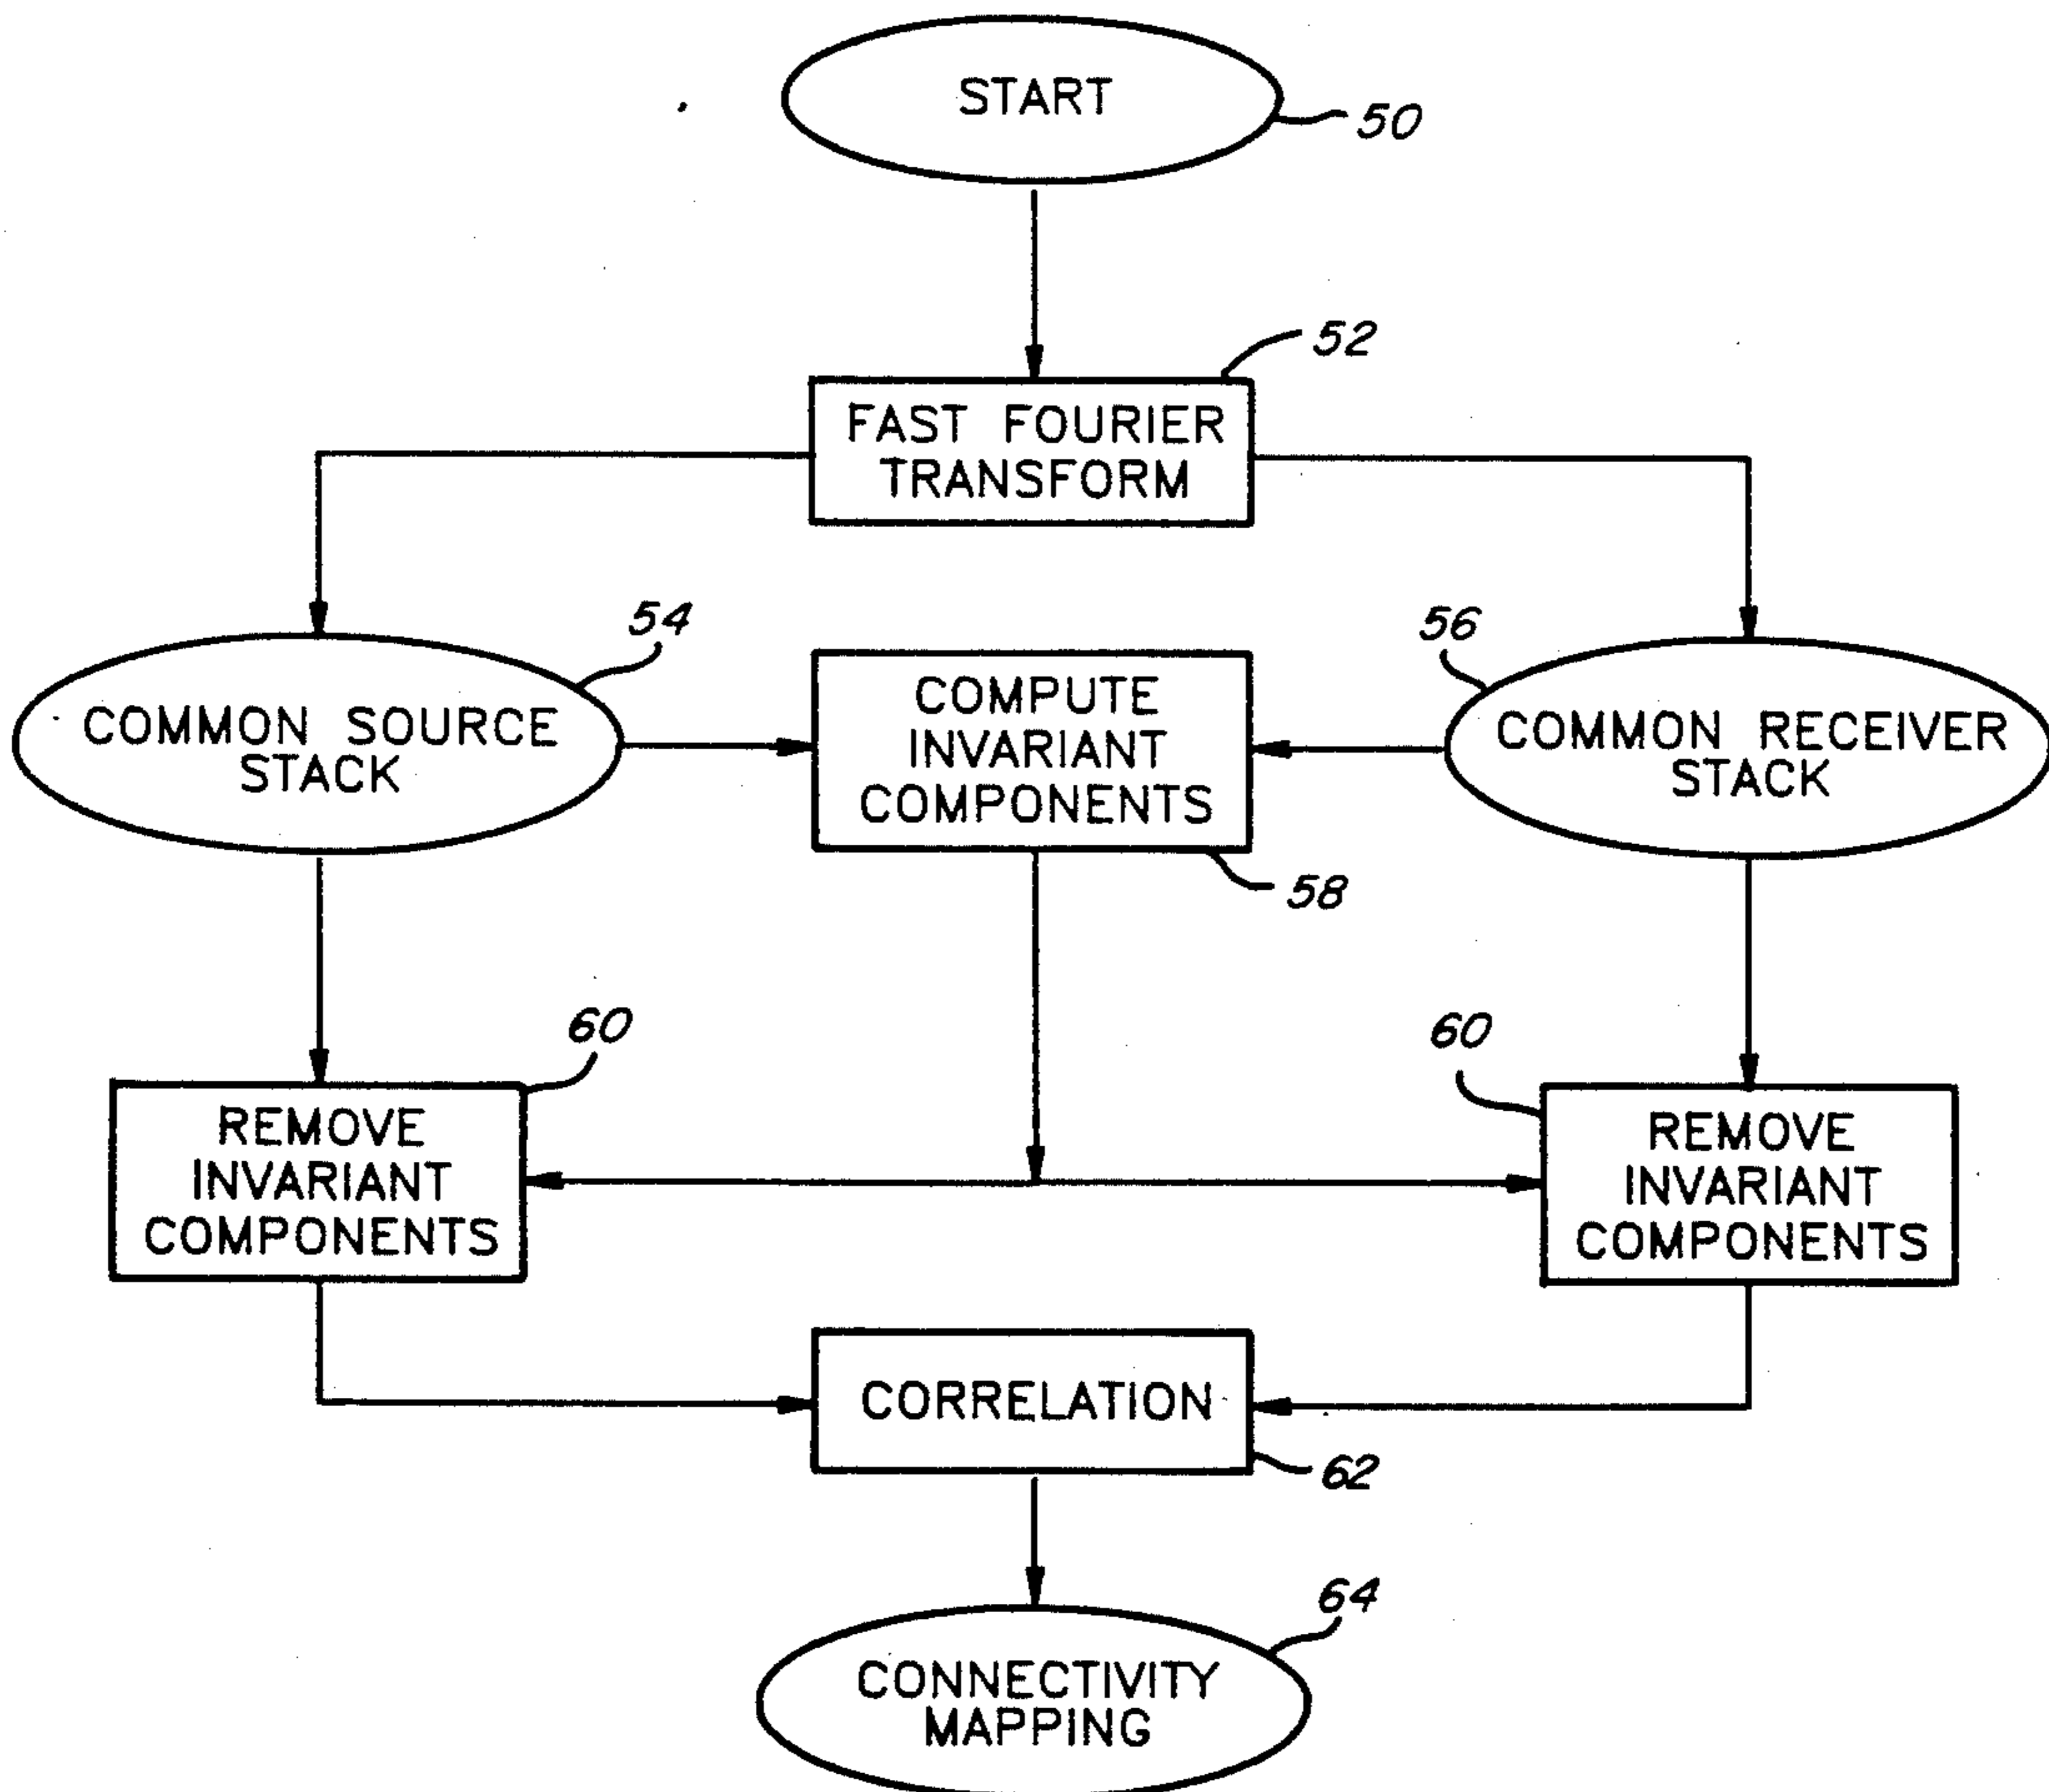 START
50
52
FAST FOURIER
TRANSFORM
54
56
COMMON SOURCE
STACK
COMPUTE
INVARIANT
COMPONENTS
COMMON RECEIVER
STACK
58
60
60
REMOVE
INVARIANT
COMPONENTS
REMOVE
INVARIANT
COMPONENTS
CORRELATION
62
64
CONNECTIVITY
MAPPING